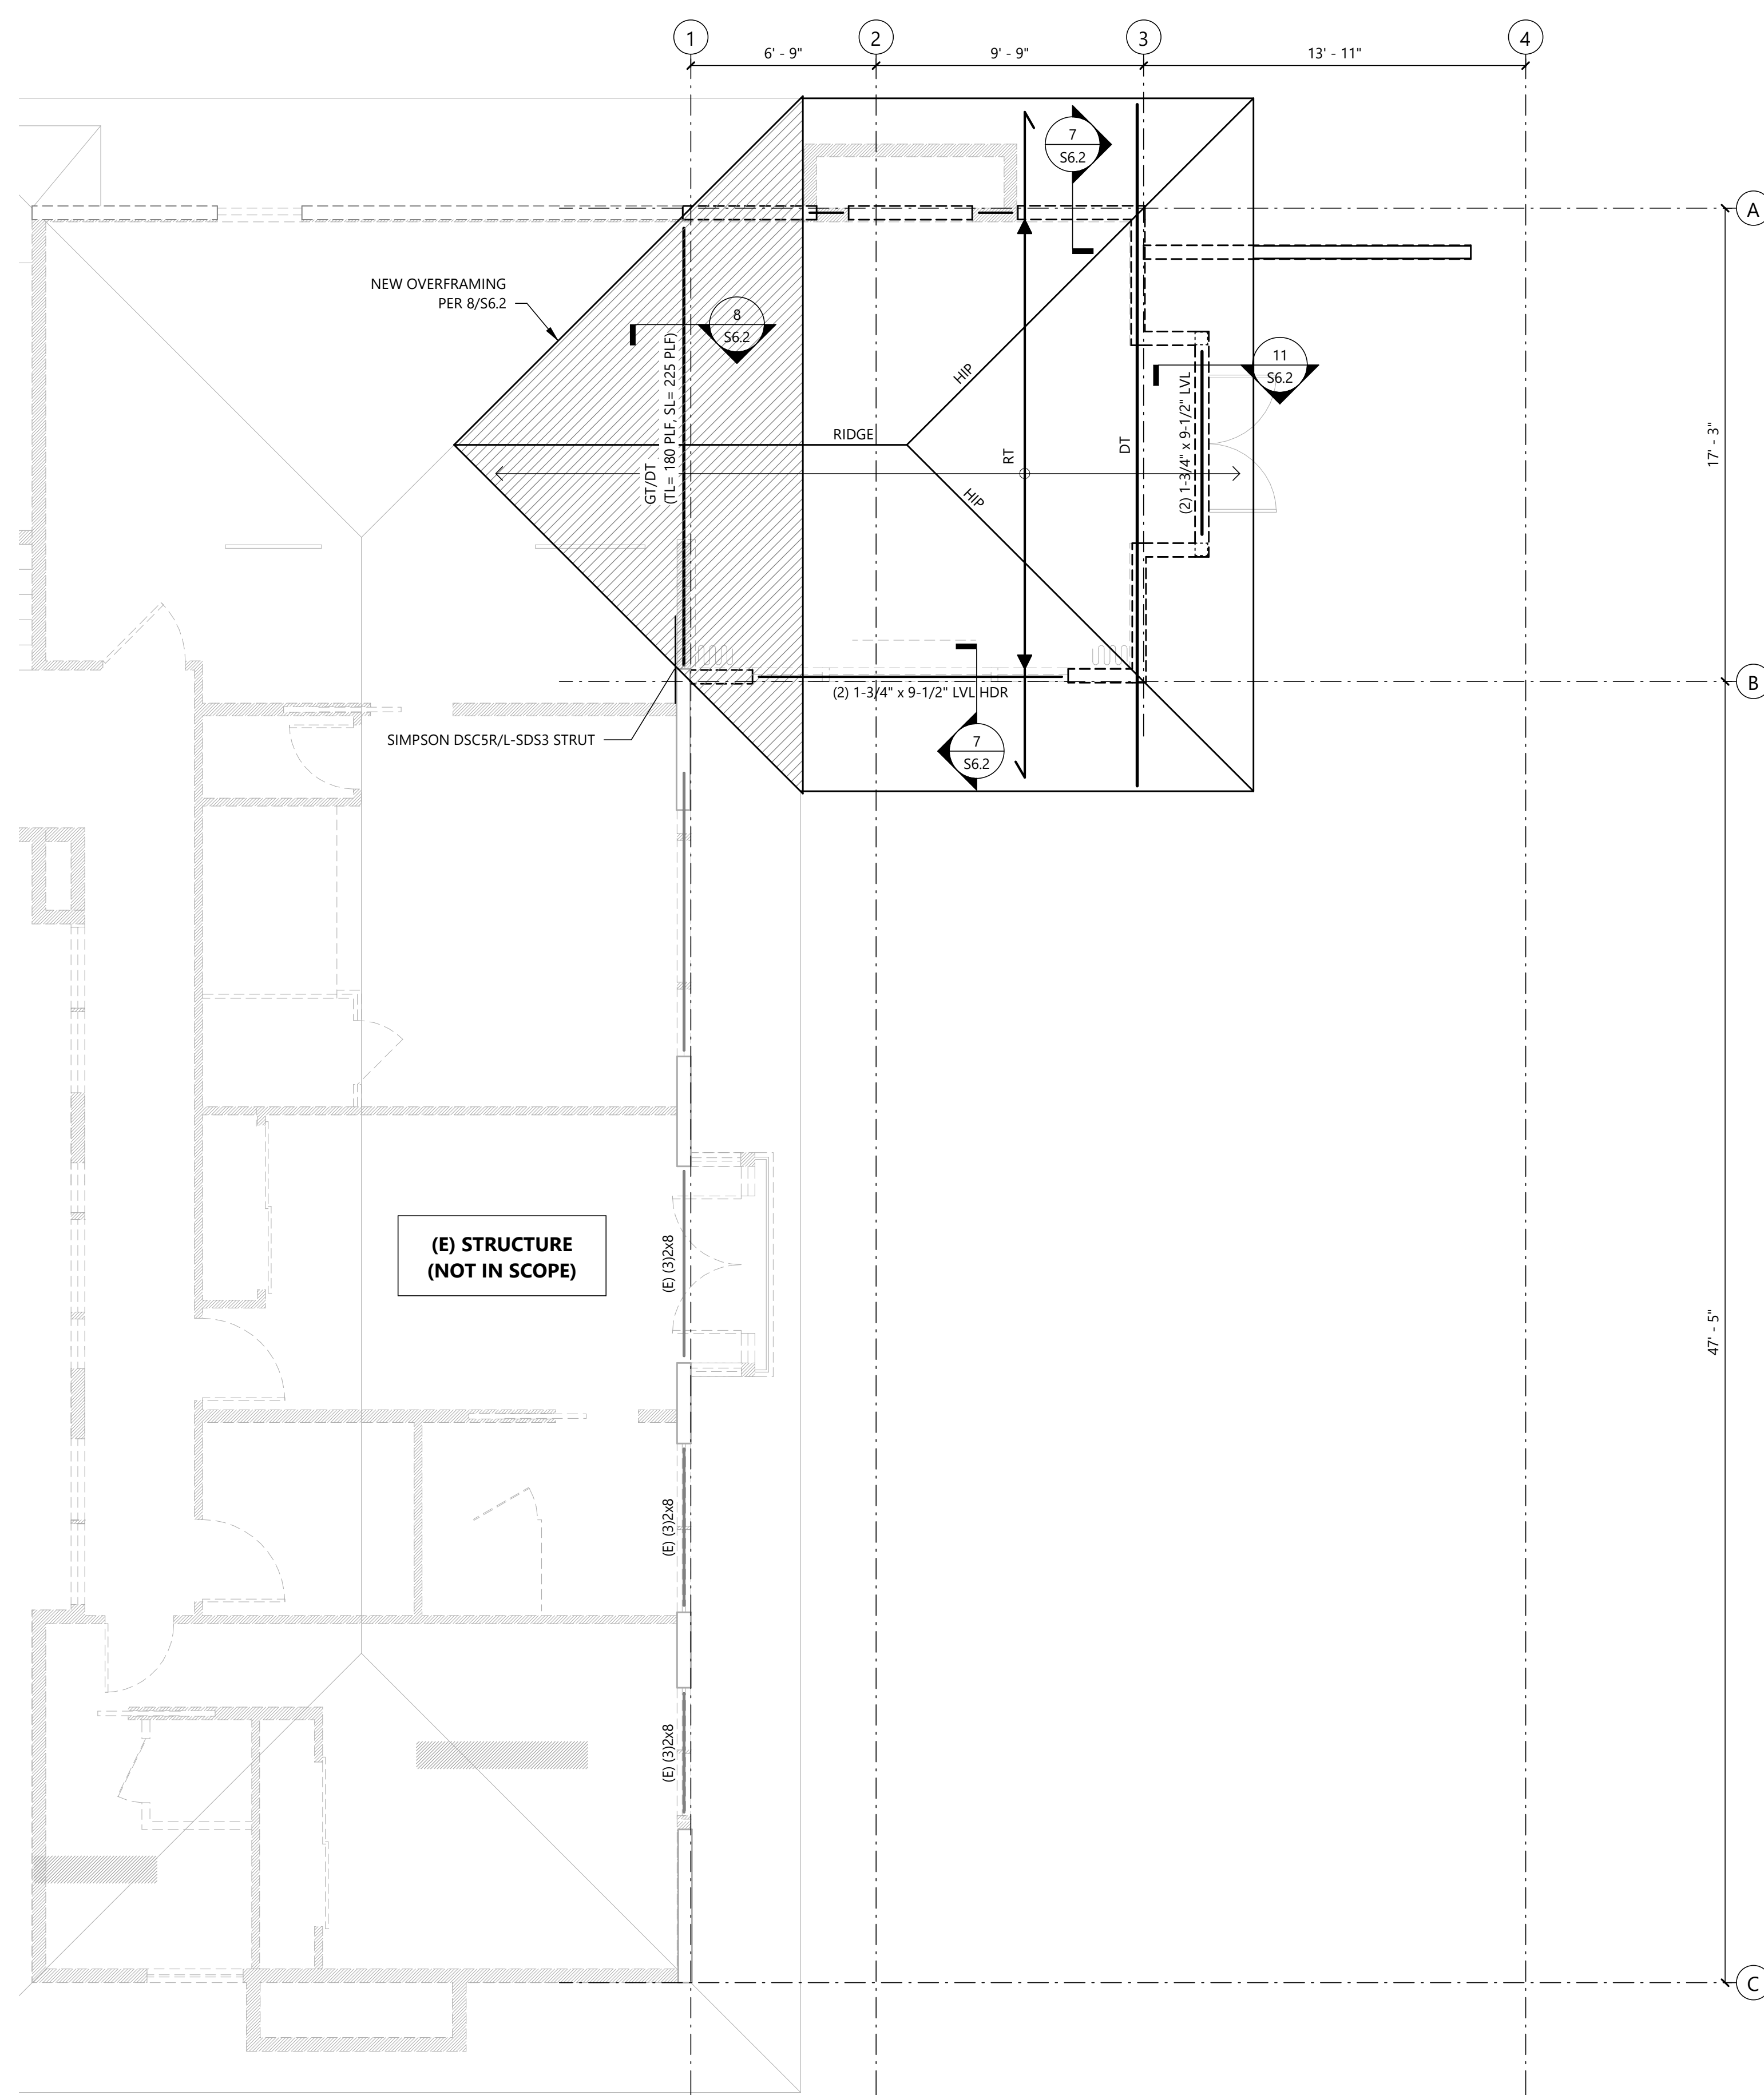 1
2
3
4
6' - 9"
9' - 9"
13' - 11"
7
S6.2
A
NEW OVERFRAMING
PER 8/S6.2
8
S6.2
GT/DT
(TL= 180 PLF, SL= 225 PLF)
HIP
RIDGE
HIP
RT
DT
(2) 1-3/4" x 9-1/2" LVL
11
S6.2
17' - 3"
B
(2) 1-3/4" x 9-1/2" LVL HDR
SIMPSON DSC5R/L-SDS3 STRUT
7
S6.2
(E) STRUCTURE
(NOT IN SCOPE)
(E) (3)2x8
(E) (3)2x8
(E) (3)2x8
47' - 5"
C